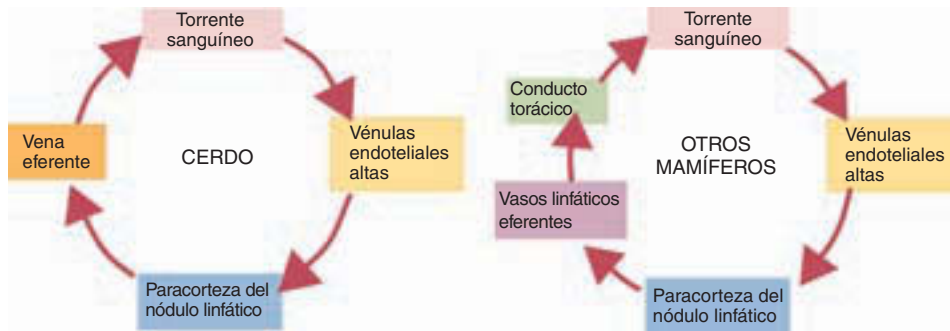 Torrente
sanguíneo
Vena
eferente
CERDO
Vénulas
endoteliales
altas
Paracorteza del
nódulo linfático
Torrente
sanguíneo
Conducto
torácico
OTROS
MAMÍFEROS
Vénulas
endoteliales
altas
Vasos linfáticos
eferentes
Paracorteza del
nódulo linfático